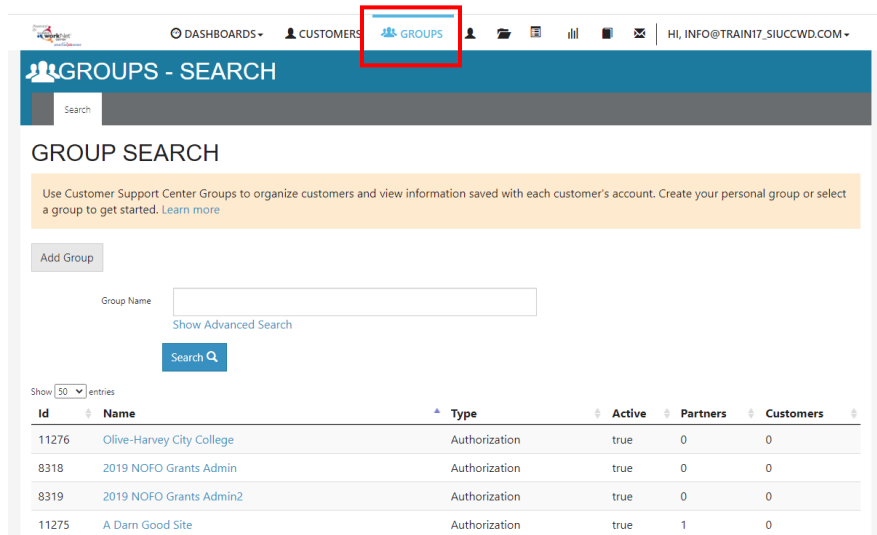 workNet
DASHBOARDS CUSTOMERS GROUPS HI, INFO@TRAIN17_SIUCCWD.COM
GROUPS - SEARCH
Search
GROUP SEARCH
Use Customer Support Center Groups to organize customers and view information saved with each customer's account. Create your personal group or select
a group to get started. Learn more
Add Group
Group Name
Show Advanced Search
Search
Show 50 entries
Id Name Type Active Partners Customers
11276 Olive-Harvey City College Authorization true 0 0
8318 2019 NOFO Grants Admin Authorization true 0 0
8319 2019 NOFO Grants Admin2 Authorization true 0 0
11275 A Darn Good Site Authorization true 1 0